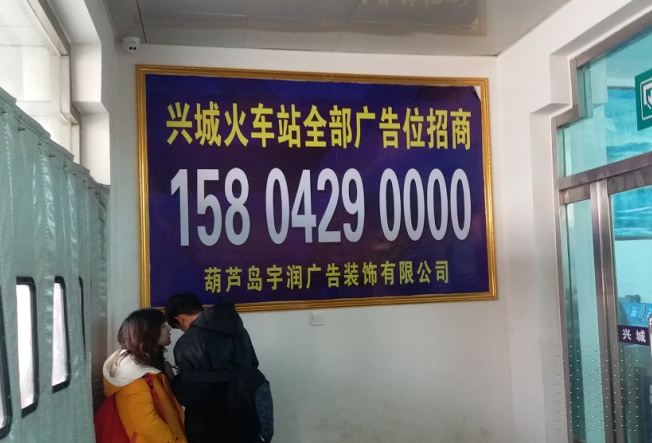 兴城火车站全部广告位招商
158 0429 0000
葫芦岛宇润广告装饰有限公司
兴城